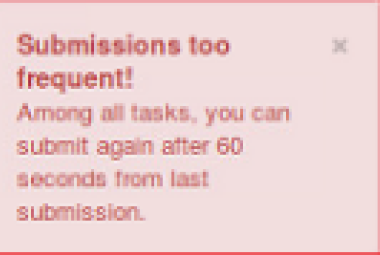 Submissions too
frequent!
Among all tasks, you can
submit again after 60
seconds from last
submission.